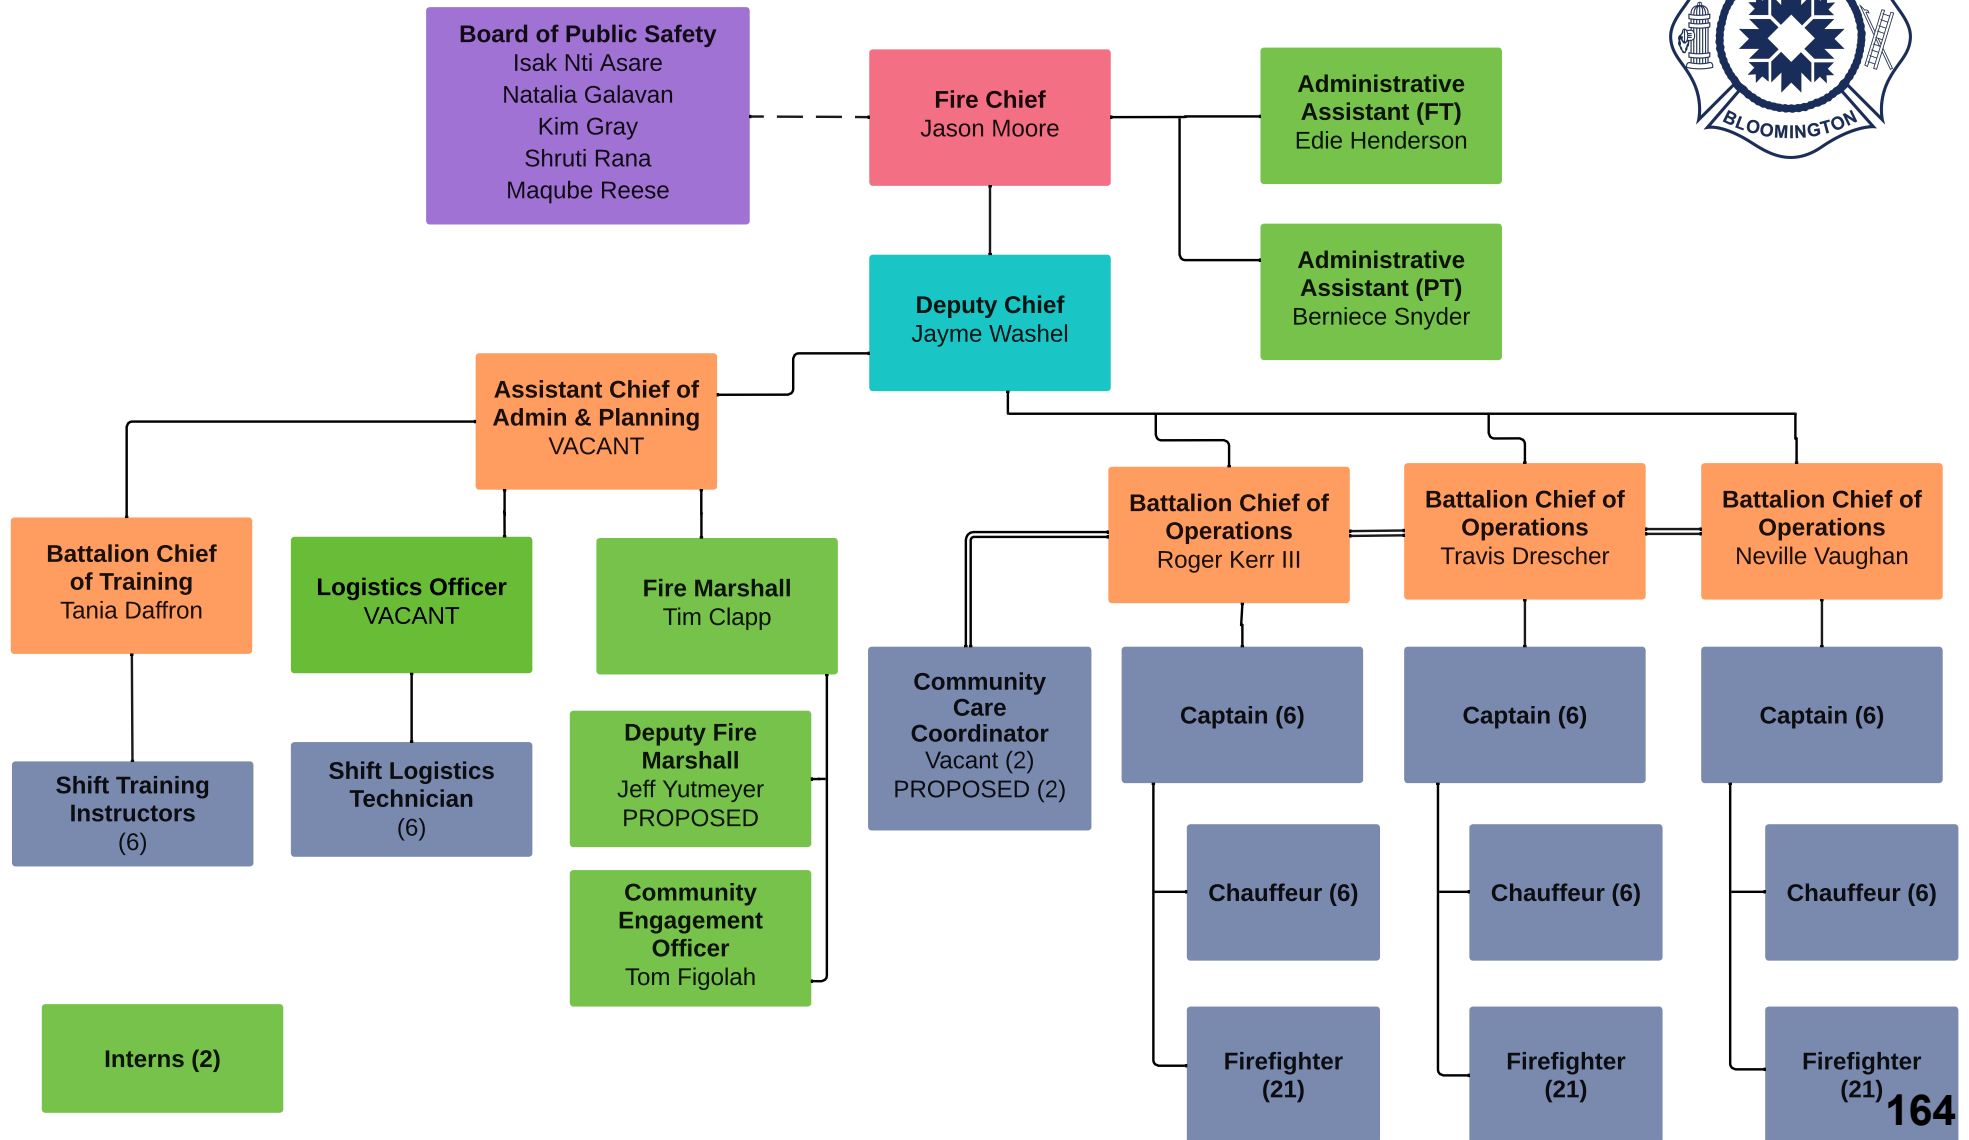 Board of Public Safety
Isak Nti Asare
Natalia Galavan
Kim Gray
Shruti Rana
Maqube Reese
Fire Chief
Jason Moore
Administrative
Assistant (FT)
Edie Henderson
BLOOMINGTON
Administrative
Assistant (PT)
Berniece Snyder
Deputy Chief
Jayme Washel
Assistant Chief of
Admin & Planning
VACANT
Battalion Chief
of Training
Tania Daffron
Logistics Officer
VACANT
Fire Marshall
Tim Clapp
Battalion Chief of
Operations
Roger Kerr III
Battalion Chief of
Operations
Travis Drescher
Battalion Chief of
Operations
Neville Vaughan
Shift Training
Instructors
(6)
Shift Logistics
Technician
(6)
Deputy Fire
Marshall
Jeff Yutmeyer
PROPOSED
Community
Engagement
Officer
Tom Figolah
Community
Care
Coordinator
Vacant (2)
PROPOSED (2)
Captain (6)
Captain (6)
Captain (6)
Chauffeur (6)
Chauffeur (6)
Chauffeur (6)
Interns (2)
Firefighter
(21)
Firefighter
(21)
Firefighter
(21)
164